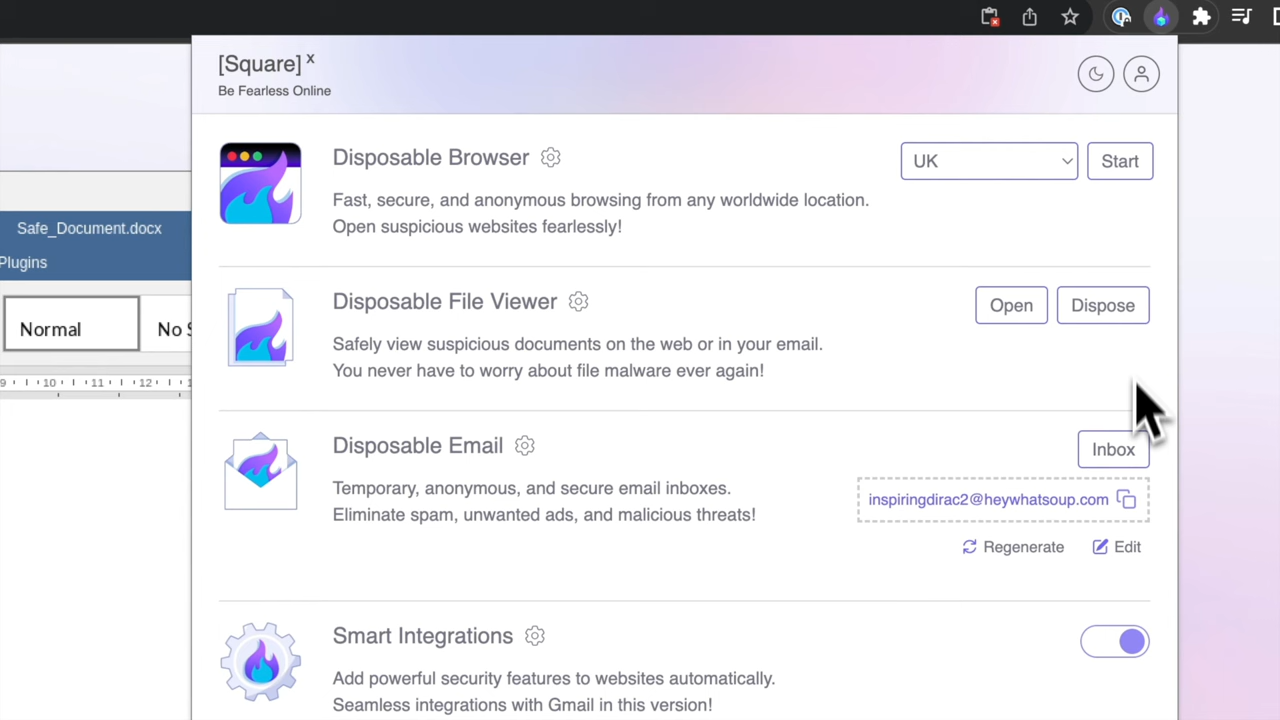 [Square] x
Be Fearless Online
Disposable Browser
UK
Start
Fast, secure, and anonymous browsing from any worldwide location.
Open suspicious websites fearlessly!
Safe_Document.docx
Plugins
Normal
No S
9 10 11 12
Disposable File Viewer
Open
Dispose
Safely view suspicious documents on the web or in your email.
You never have to worry about file malware ever again!
Disposable Email
Inbox
Temporary, anonymous, and secure email inboxes.
Eliminate spam, unwanted ads, and malicious threats!
inspiringdirac2@heywhatsoup.com
Regenerate
Edit
Smart Integrations
Add powerful security features to websites automatically.
Seamless integrations with Gmail in this version!